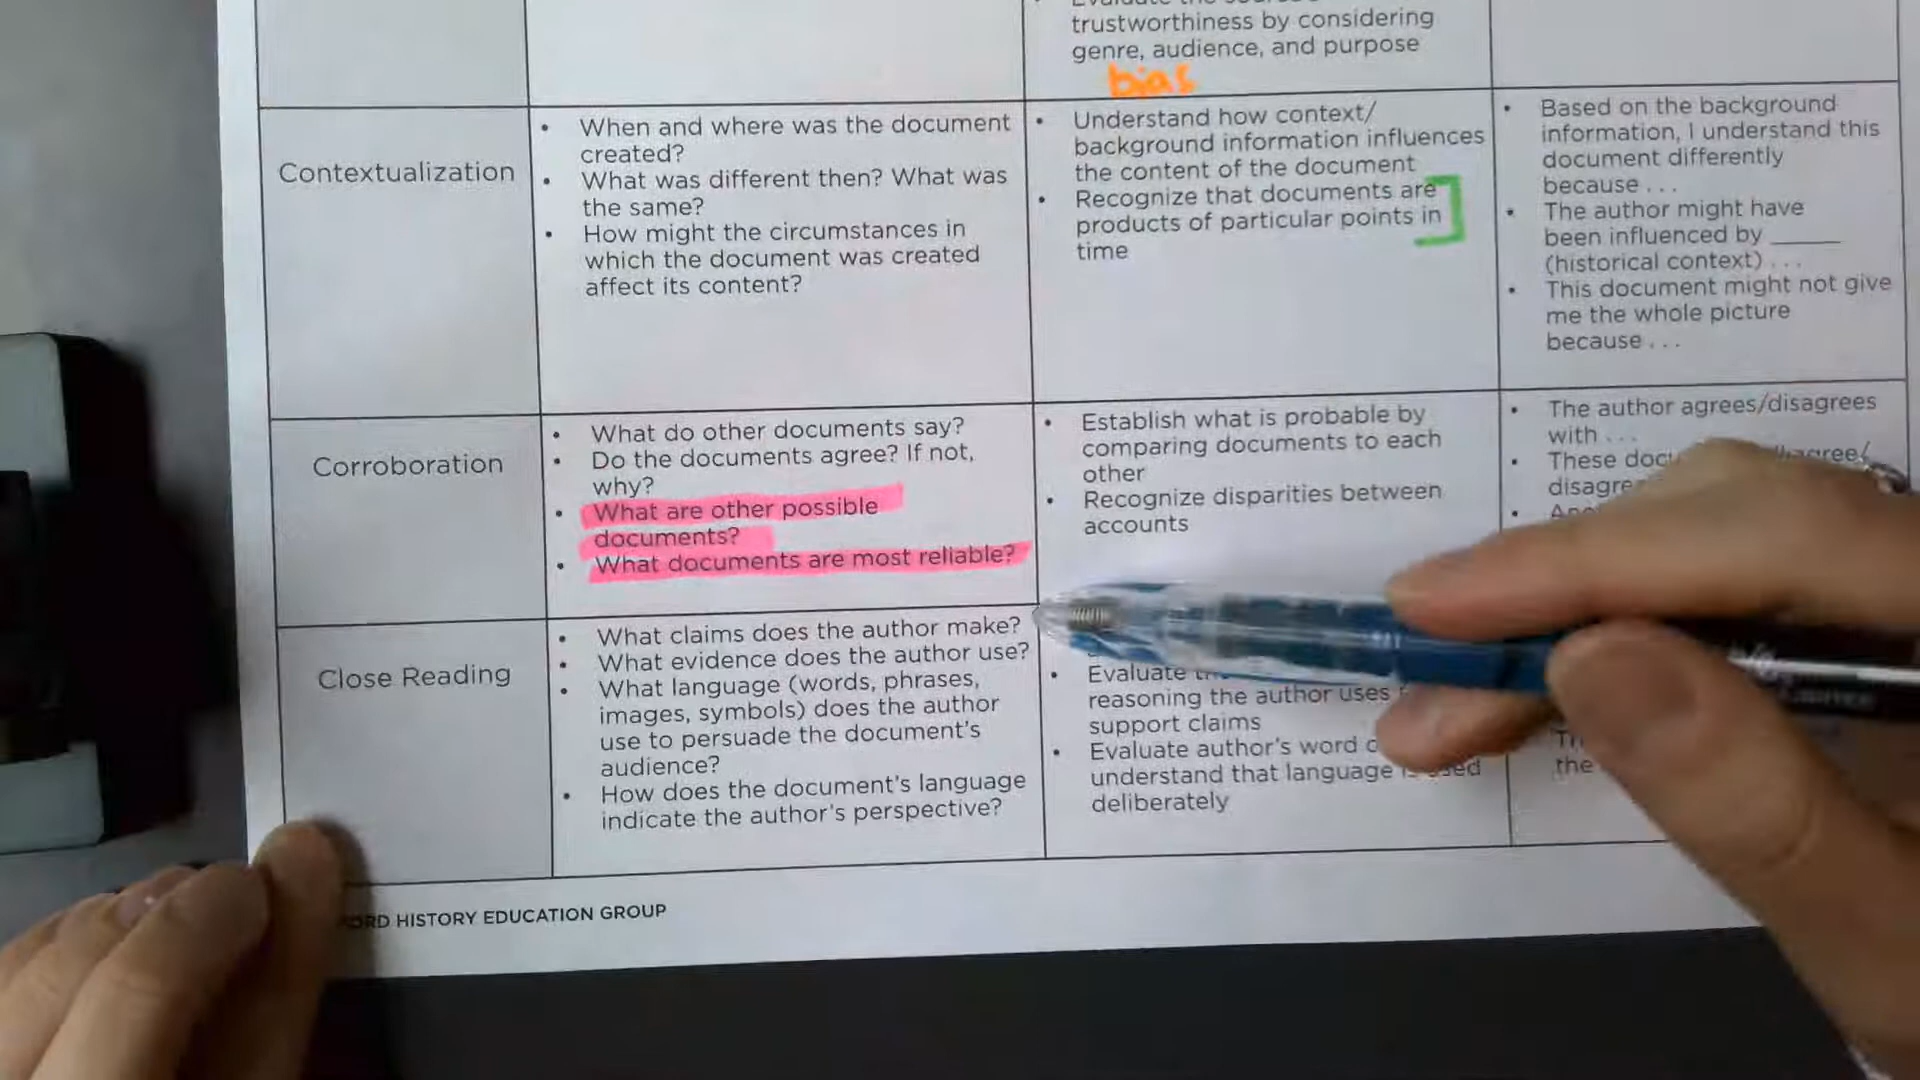 trustworthiness by considering
genre, audience, and purpose
bias
Contextualization
• When and where was the document
created?
• What was different then? What was
the same?
• How might the circumstances in
which the document was created
affect its content?
• Understand how context/
background information influences
the content of the document
• Recognize that documents are
products of particular points in
time
• Based on the background
information, I understand this
document differently
because . . .
• The author might have
been influenced by _____
(historical context) . . .
• This document might not give
me the whole picture
because . . .
Corroboration
• What do other documents say?
• Do the documents agree? If not,
why?
• What are other possible
documents?
• What documents are most reliable?
• Establish what is probable by
comparing documents to each
other
• Recognize disparities between
accounts
• The author agrees/disagrees
with . . .
• These
Close Reading
• What claims does the author make?
• What evidence does the author use?
• What language (words, phrases,
images, symbols) does the author
use to persuade the document's
audience?
• How does the document's language
indicate the author's perspective?
• Evaluate
reasoning the author uses
support claims
• Evaluate author's word
understand that language
deliberately
the
HISTORY EDUCATION GROUP